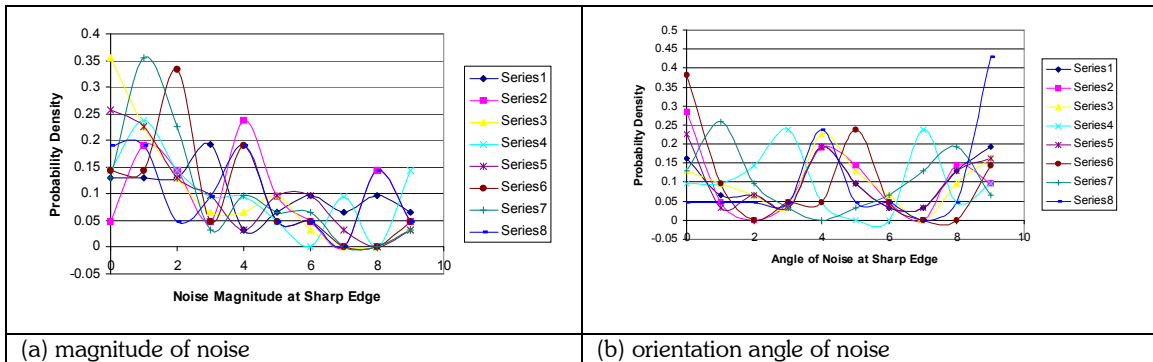 0.4
0.35
0.3
0.25
0.2
0.15
0.1
0.05
0
-0.05
Probability Density
0 2 4 6 8 10
Noise Magnitude at Sharp Edge
Series1
Series2
Series3
Series4
Series5
Series6
Series7
Series8
0.5
0.45
0.4
0.35
0.3
0.25
0.2
0.15
0.1
0.05
0
-0.05
Probability Density
0 2 4 6 8 10
Angle of Noise at Sharp Edge
Series1
Series2
Series3
Series4
Series5
Series6
Series7
Series8
(a) magnitude of noise
(b) orientation angle of noise